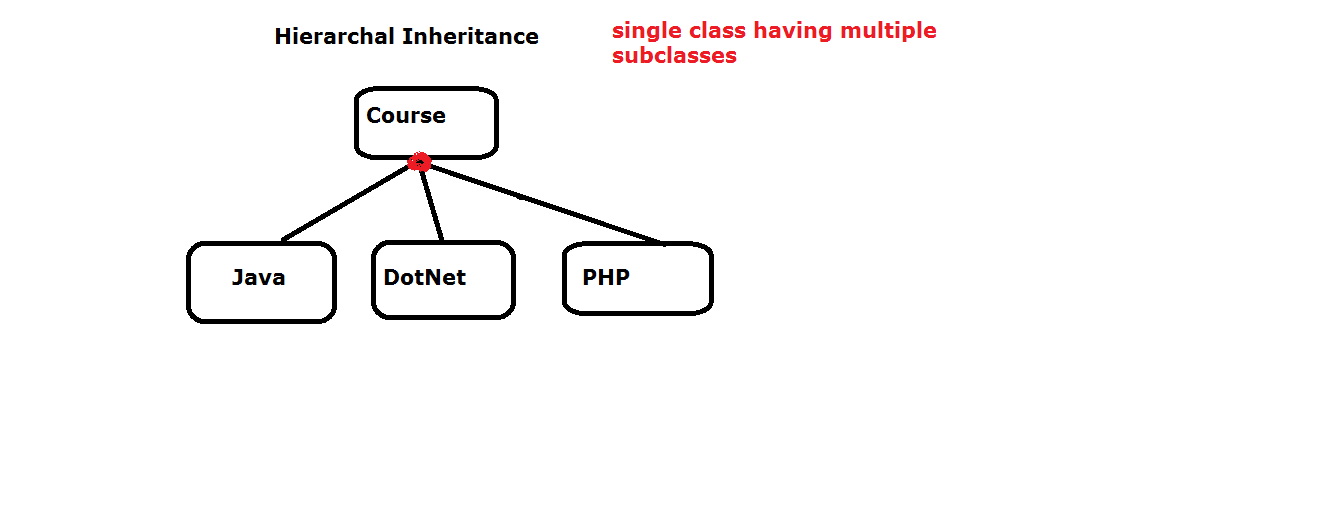 Hierarchal Inheritance
single class having multiple
subclasses
Course
Java
DotNet
PHP